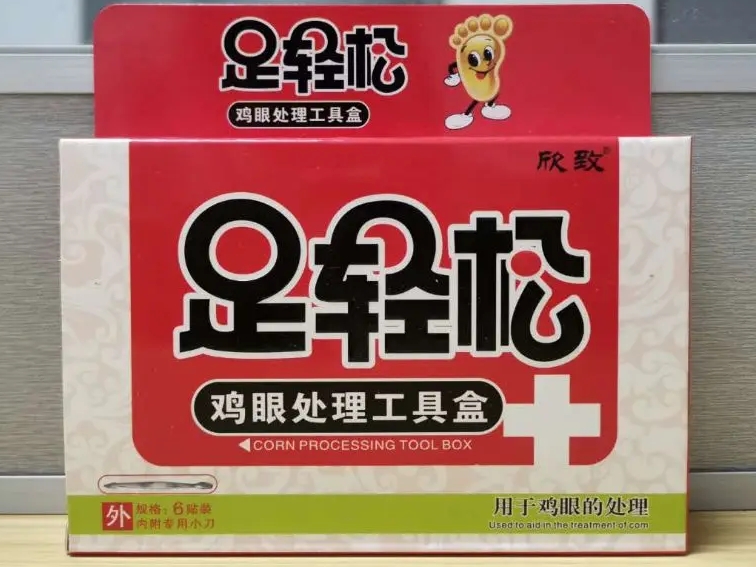 足轻松
鸡眼处理工具盒
欣致®
足轻松
鸡眼处理工具盒
CORN PROCESSING TOOL BOX
外
规格：6贴装
内附专用小刀
用于鸡眼的处理
Used to aid in the treatment of corn